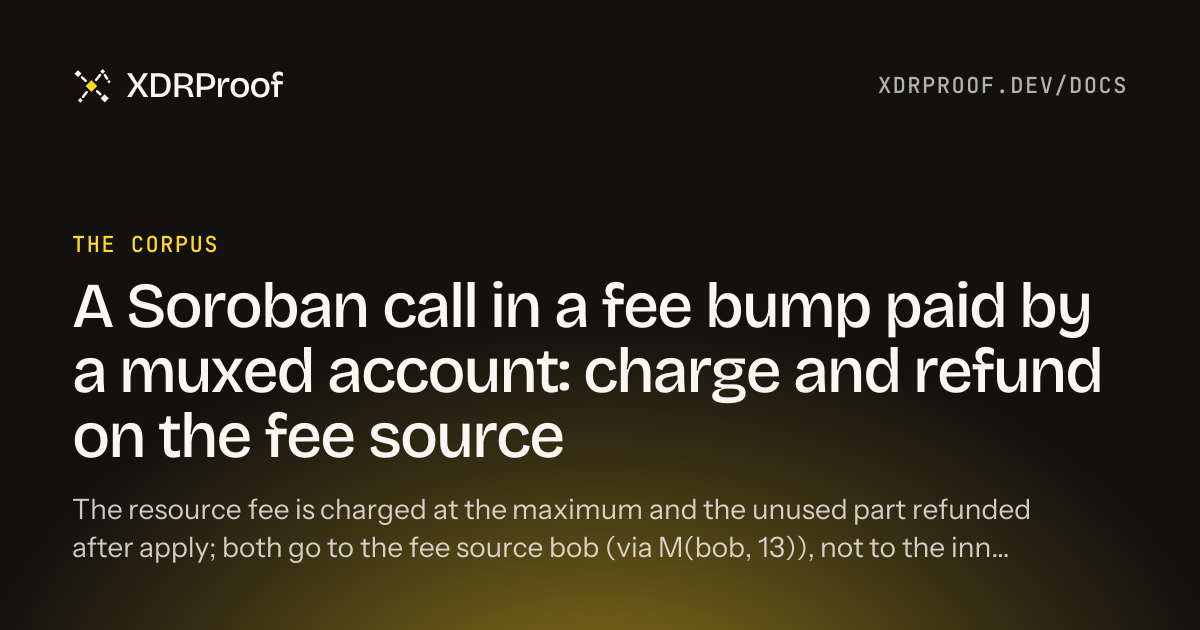 XDRProof
XDRPROOF.DEV/DOCS
THE CORPUS
A Soroban call in a fee bump paid by
a muxed account: charge and refund
on the fee source
The resource fee is charged at the maximum and the unused part refunded
after apply; both go to the fee source bob (via M(bob, 13)), not to the inn...